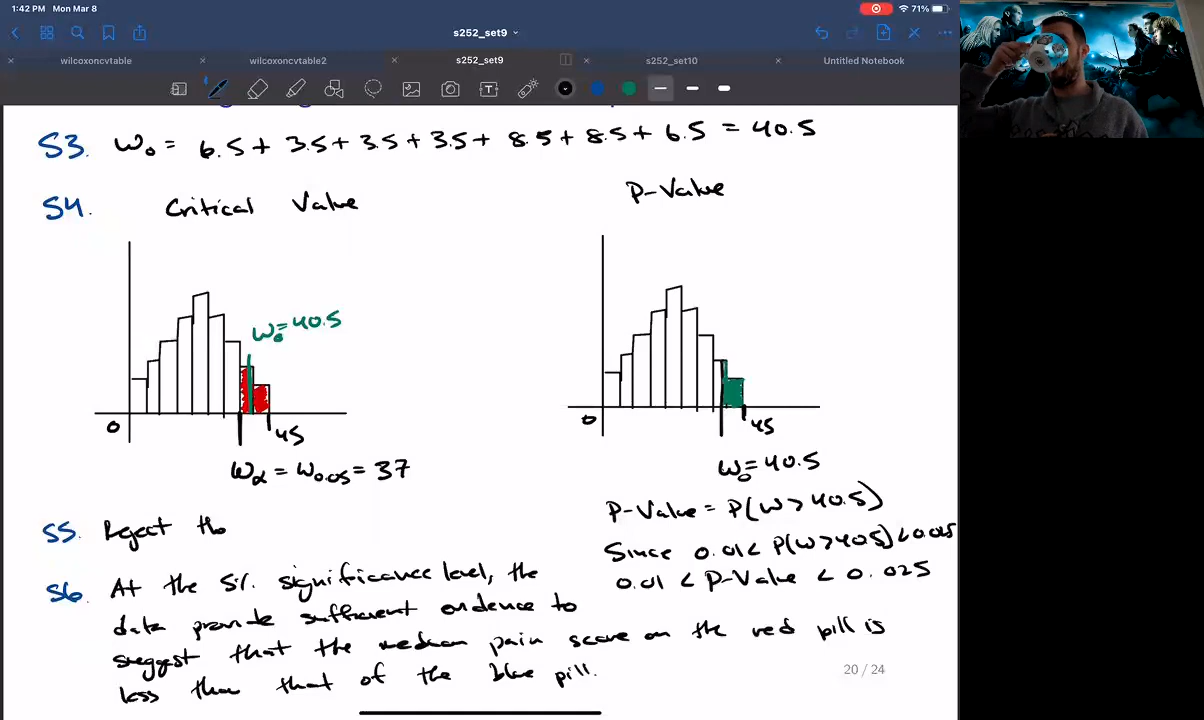 1:42 PM Mon Mar 8
71%
s252_set9
wilcoxoncvtable
wilcoxoncvtable2
s252_set9
s252_set10
Untitled Notebook
S3. W₀ = 6.5 + 3.5 + 3.5 + 3.5 + 8.5 + 8.5 + 6.5 = 40.5
S4. Critical Value
P-Value
W₀ = 40.5
0
45
Wα = W0.05 = 37
0
45
W₀ = 40.5
P-Value = P(W > 40.5)
Since 0.01 < P(W > 40.5) < 0.025
0.01 < P-Value < 0.025
S5. Reject H₀
S6. At the 5% significance level, the
data provide sufficient evidence to
suggest that the median pain score on the red pill is
less than that of the blue pill.
20 / 24